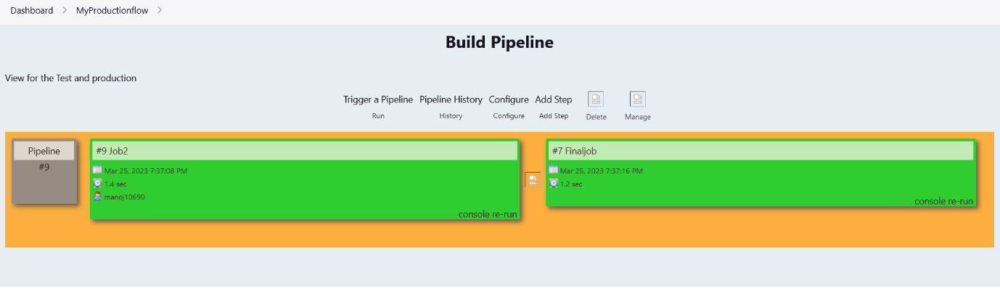 Dashboard MyProductionflow
Build Pipeline
View for the Test and production
Trigger a Pipeline Pipeline History Configure Add Step
Run History Configure Add Step Delete Manage
Pipeline
#9
#9 Job2
Mar 25, 2023 7:37:08 PM
1.4 sec
manoj10690
console re-run
#7 Finaljob
Mar 25, 2023 7:37:16 PM
1.2 sec
console re-run